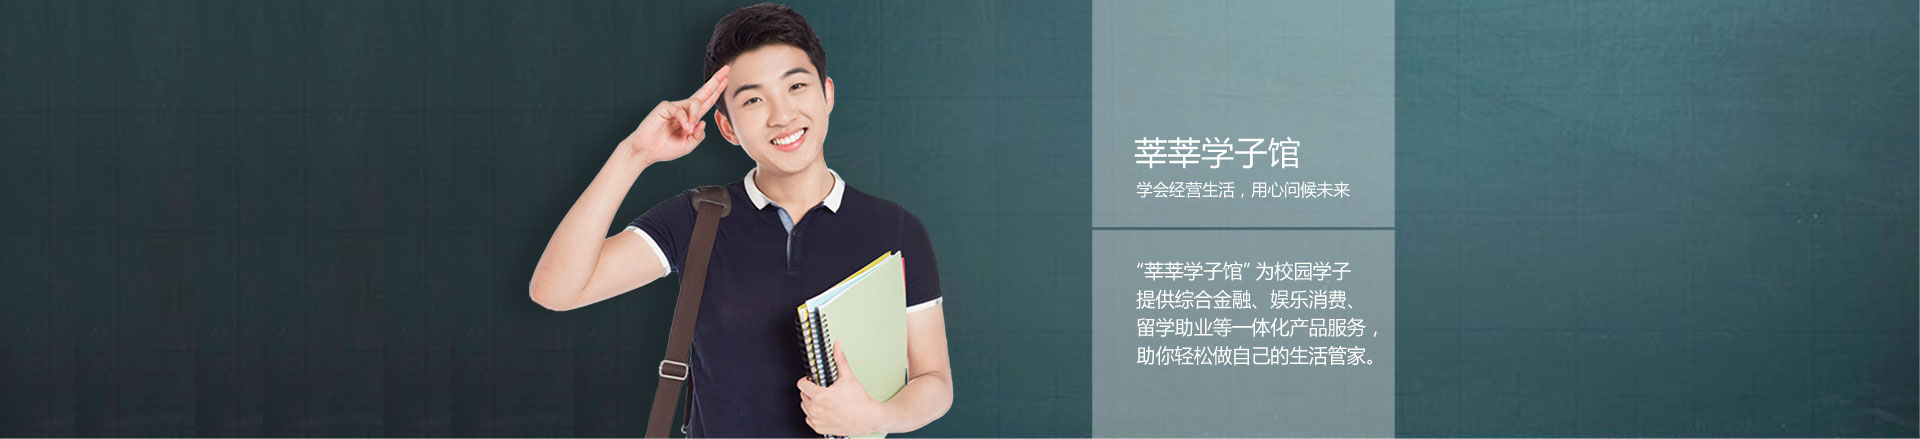 莘莘学子馆
学会经营生活，用心问候未来
“莘莘学子馆” 为校园学子
提供综合金融、娱乐消费、
留学助业等一体化产品服务，
助你轻松做自己的生活管家。